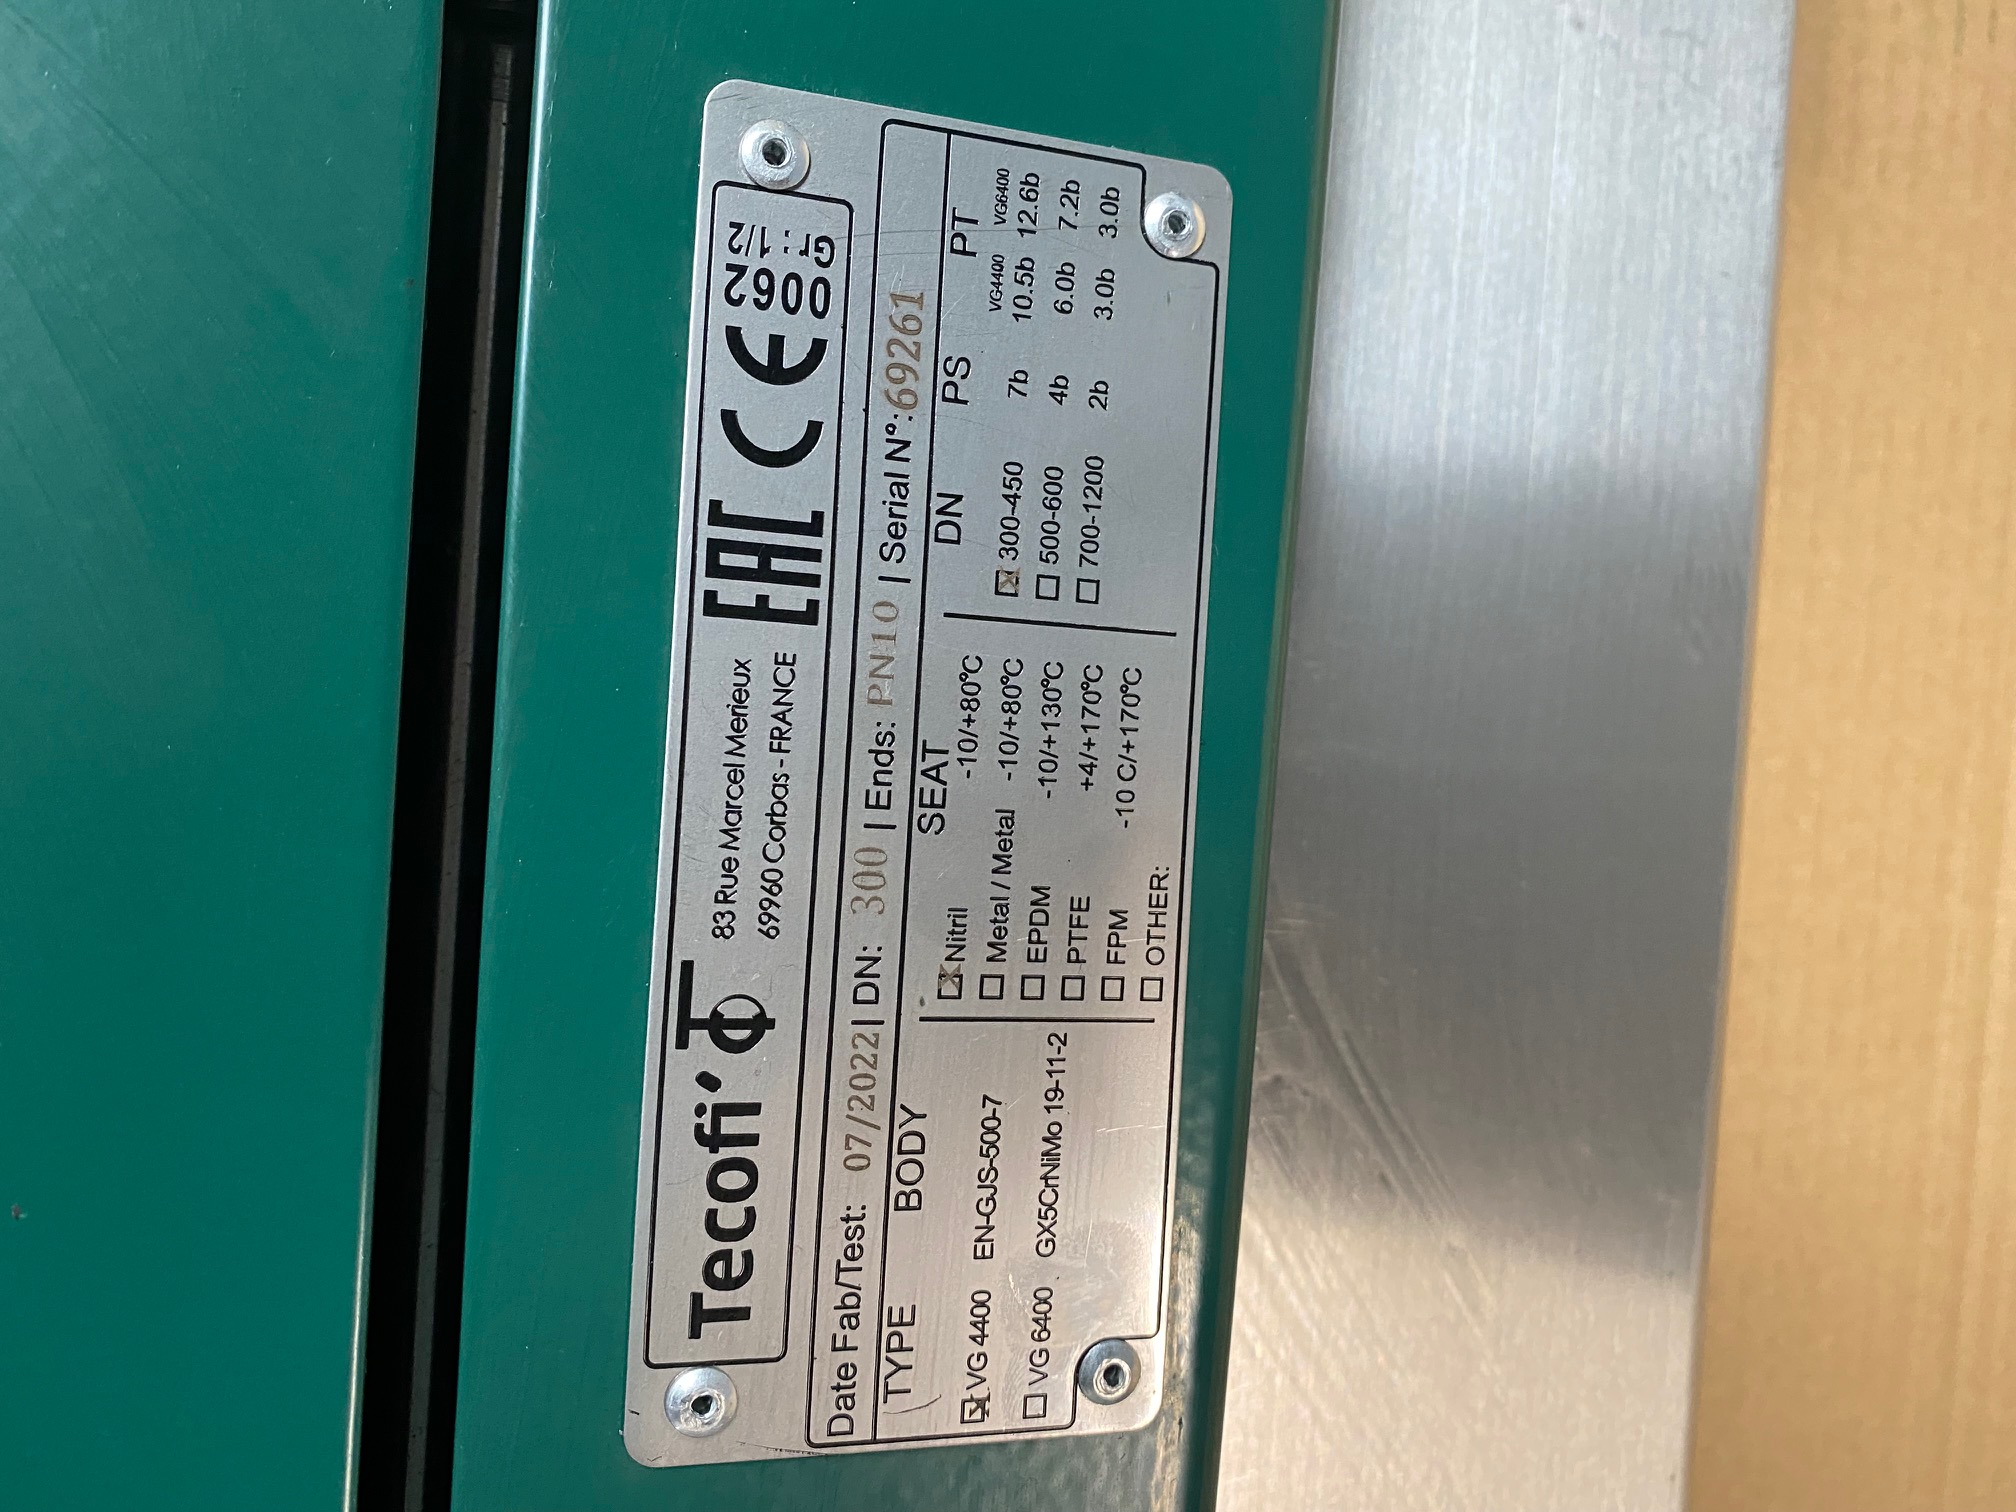 Tecofi'
83 Rue Marcel Merieux
69960 Corbas - FRANCE
EAC CE 0062
Gr.: 1/2
Date Fab/Test: 07/2022 | DN: 300 | Ends: PN10 | Serial N°: 69261
TYPE BODY SEAT DN PS PT
VG4400 VG6400
☒ VG 4400 EN-GJS-500-7
☐ VG 6400 GX5CrNiMo 19-11-2
☒ Nitril -10/+80°C
☐ Metal / Metal -10/+80°C
☐ EPDM -10/+130°C
☐ PTFE +4/+170°C
☐ FPM -10 C/+170°C
☐ OTHER:
☒ 300-450 7b 10.5b 12.6b
☐ 500-600 4b 6.0b 7.2b
☐ 700-1200 2b 3.0b 3.0b